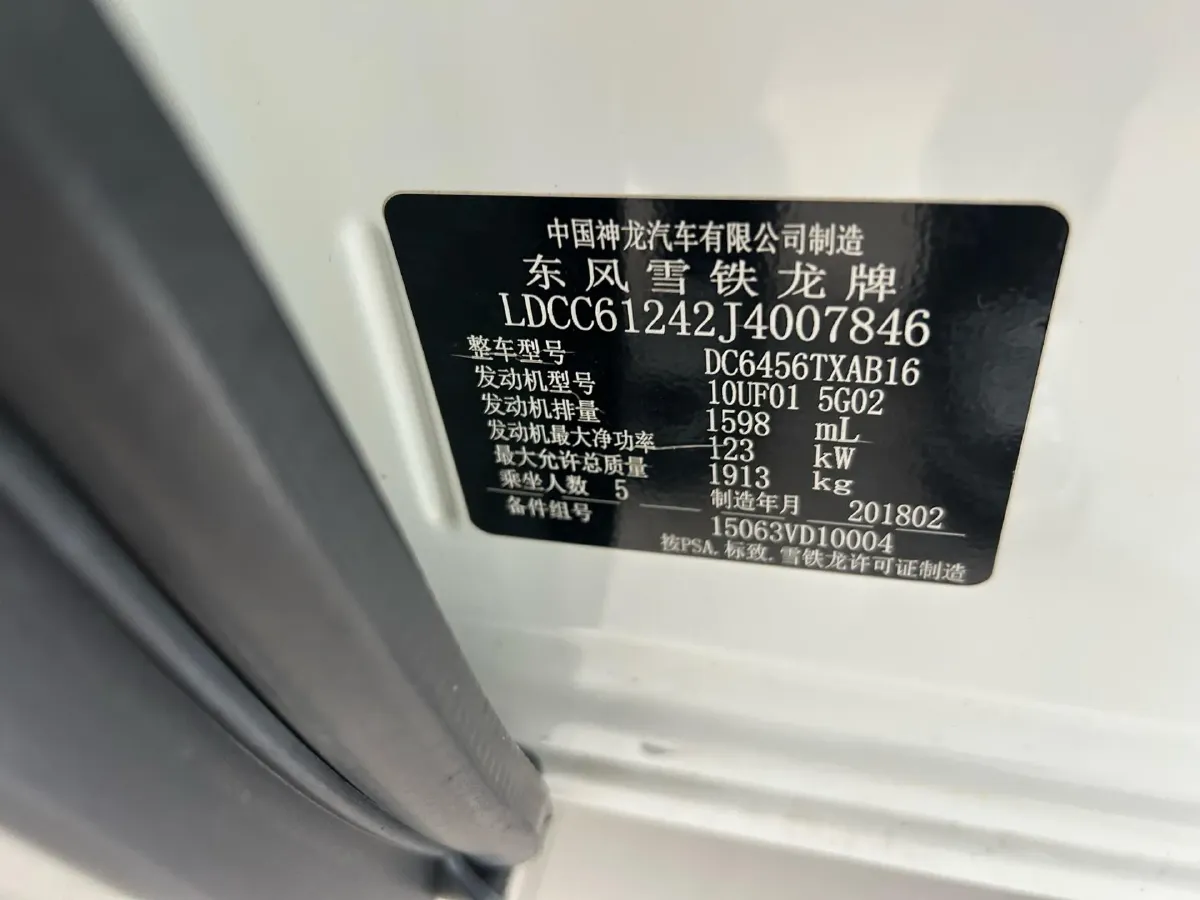 中国神龙汽车有限公司制造
东风雪铁龙牌
LDCC61242J4007846
整车型号 DC6456TXAB16
发动机型号 10UF01 5G02
发动机排量 1598 mL
发动机最大净功率 123 kW
最大允许总质量 1913 kg
乘坐人数 5 制造年月 201802
备件组号 15063VD10004
按PSA.标致.雪铁龙许可证制造